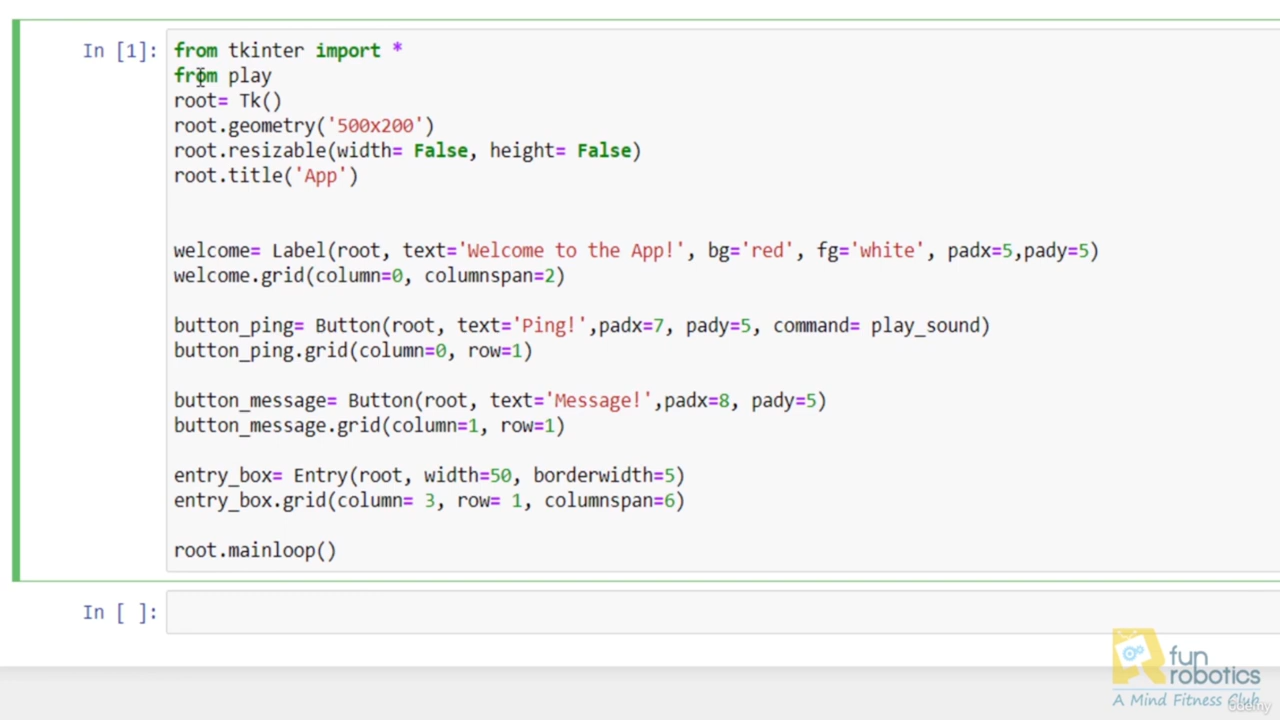 In [1]:
from tkinter import *
from play
root= Tk()
root.geometry('500x200')
root.resizable(width= False, height= False)
root.title('App')
welcome= Label(root, text='Welcome to the App!', bg='red', fg='white', padx=5,pady=5)
welcome.grid(column=0, columnspan=2)
button_ping= Button(root, text='Ping!',padx=7, pady=5, command= play_sound)
button_ping.grid(column=0, row=1)
button_message= Button(root, text='Message!',padx=8, pady=5)
button_message.grid(column=1, row=1)
entry_box= Entry(root, width=50, borderwidth=5)
entry_box.grid(column= 3, row= 1, columnspan=6)
root.mainloop()
In [ ]:
fun
robotics
A Mind Fitness Club
udemy